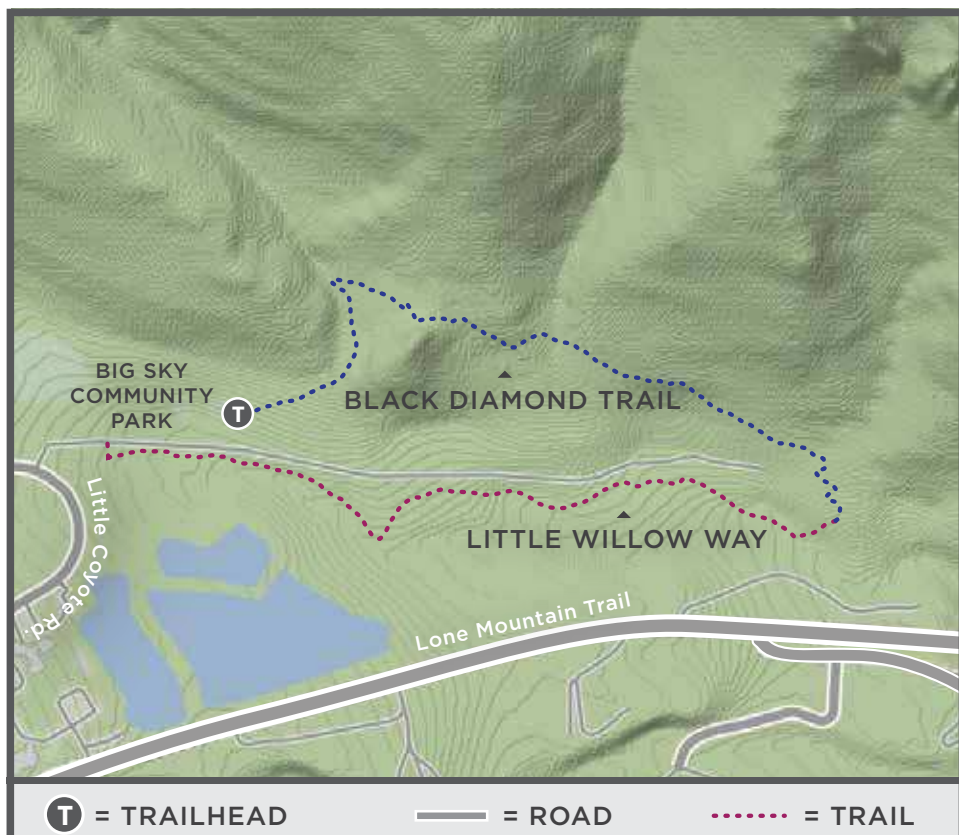 BIG SKY
COMMUNITY
PARK
T
BLACK DIAMOND TRAIL
Little Coyote Rd.
LITTLE WILLOW WAY
Lone Mountain Trail
T = TRAILHEAD
= ROAD
= TRAIL